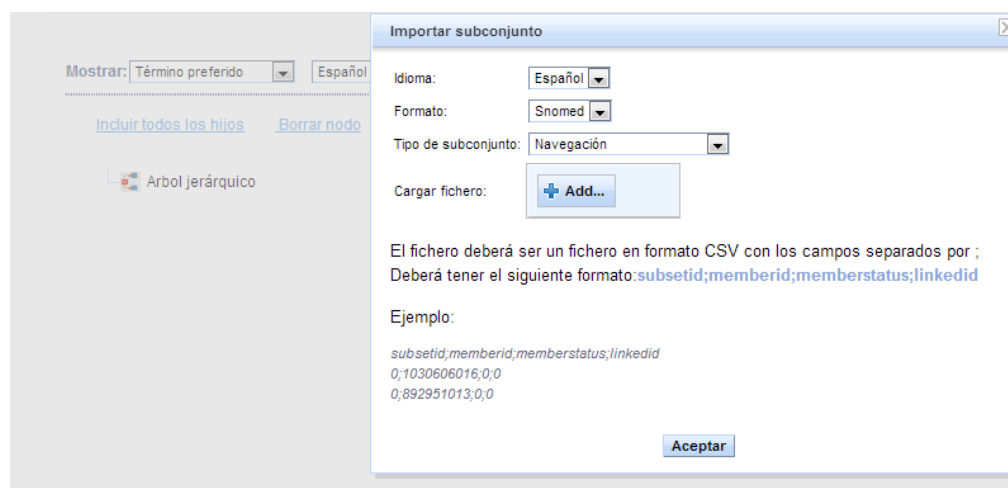 Importar subconjunto
Mostrar: Término preferido Español
Incluir todos los hijos Borrar nodo
Arbol jerárquico
Idioma: Español
Formato: Snomed
Tipo de subconjunto: Navegación
Cargar fichero: Add...
El fichero deberá ser un fichero en formato CSV con los campos separados por ;
Deberá tener el siguiente formato:subsetid;memberid;memberstatus;linkedid
Ejemplo:
subsetid;memberid;memberstatus;linkedid
0;1030606016;0;0
0;892951013;0;0
Aceptar